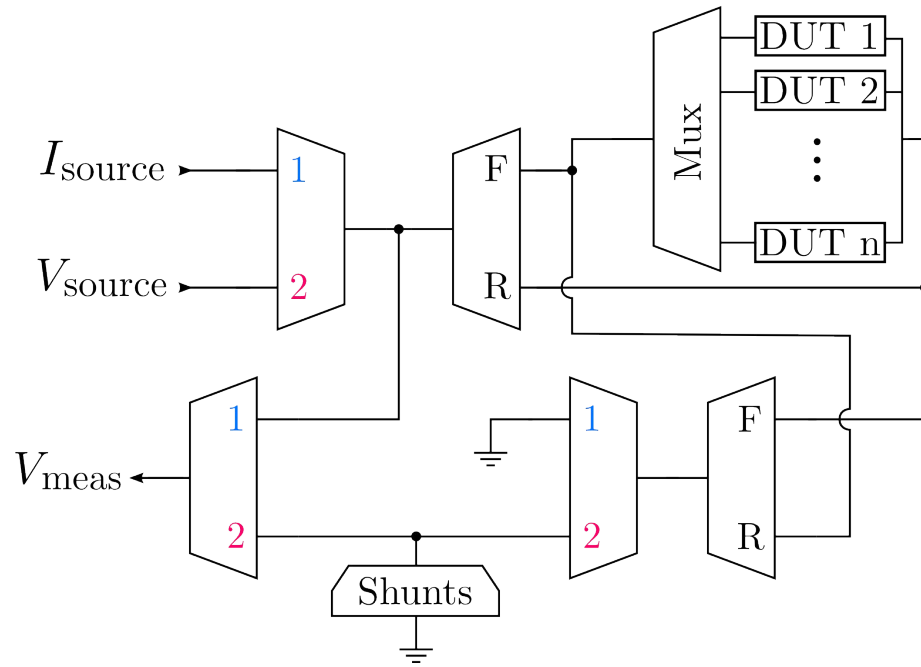 DUT 1
DUT 2
Mux
DUT n
I_source
1
F
V_source
2
R
1
1
F
V_meas
2
2
R
Shunts